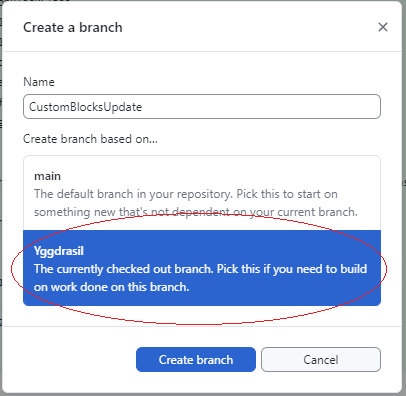 Create a branch
Name
CustomBlocksUpdate
Create branch based on...
main
The default branch in your repository. Pick this to start on
something new that's not dependent on your current branch.
Yggdrasil
The currently checked out branch. Pick this if you need to build
on work done on this branch.
Create branch
Cancel